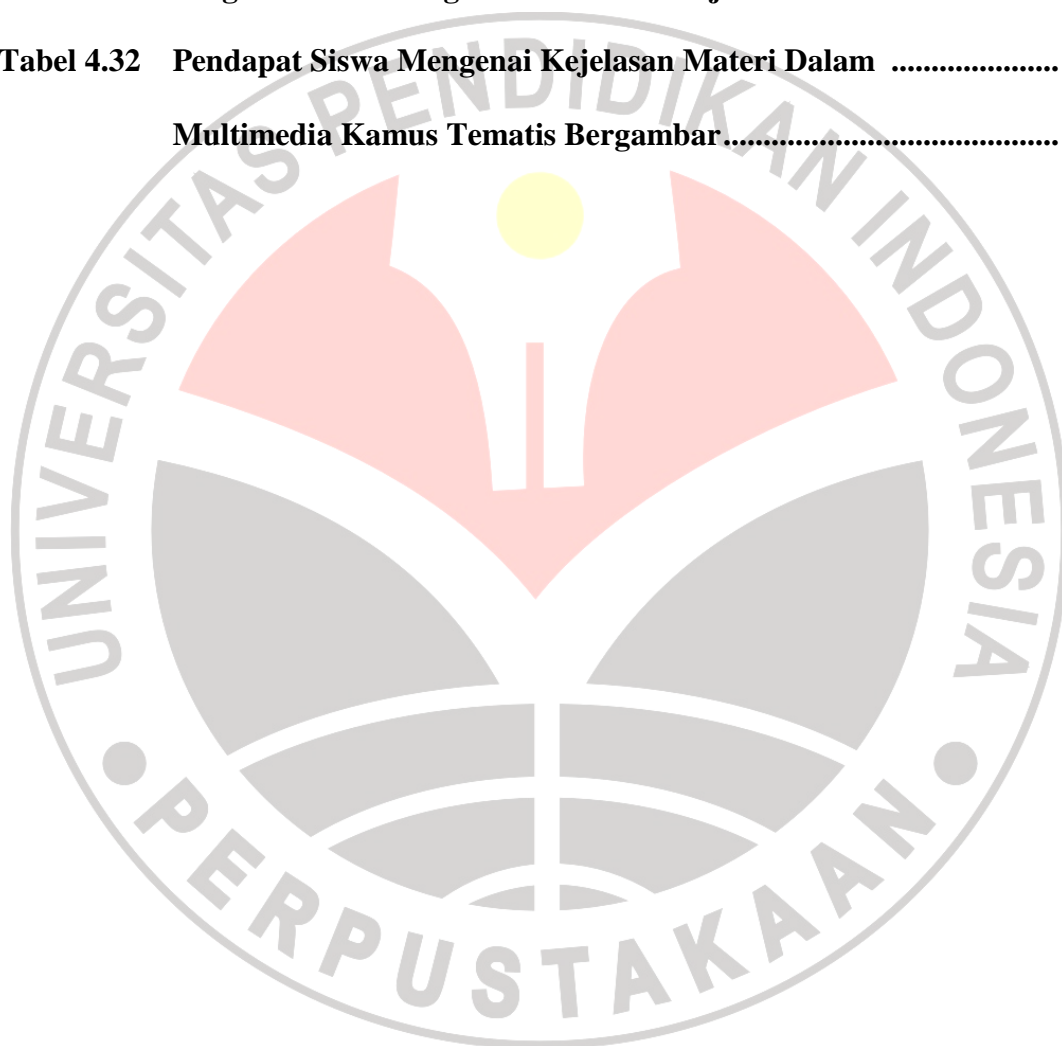 Tabel 4.32 Pendapat Siswa Mengenai Kejelasan Materi Dalam .....................
Multimedia Kamus Tematis Bergambar..........................................
UNIVERSITAS PENDIDIKAN INDONESIA
PERPUSTAKAAN